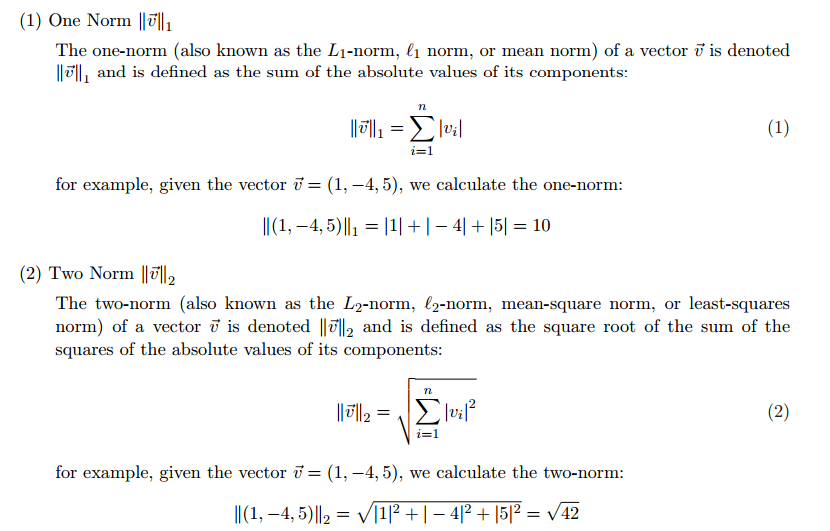 (1) One Norm ‖v⃗‖₁
The one-norm (also known as the L₁-norm, ℓ₁ norm, or mean norm) of a vector v⃗ is denoted
‖v⃗‖₁ and is defined as the sum of the absolute values of its components:
‖v⃗‖₁ = ∑ⁿᵢ₌₁ |vᵢ| (1)
for example, given the vector v⃗ = (1, −4, 5), we calculate the one-norm:
‖(1, −4, 5)‖₁ = |1| + | − 4| + |5| = 10
(2) Two Norm ‖v⃗‖₂
The two-norm (also known as the L₂-norm, ℓ₂-norm, mean-square norm, or least-squares
norm) of a vector v⃗ is denoted ‖v⃗‖₂ and is defined as the square root of the sum of the
squares of the absolute values of its components:
‖v⃗‖₂ = √(∑ⁿᵢ₌₁ |vᵢ|²) (2)
for example, given the vector v⃗ = (1, −4, 5), we calculate the two-norm:
‖(1, −4, 5)‖₂ = √(|1|² + | − 4|² + |5|²) = √42